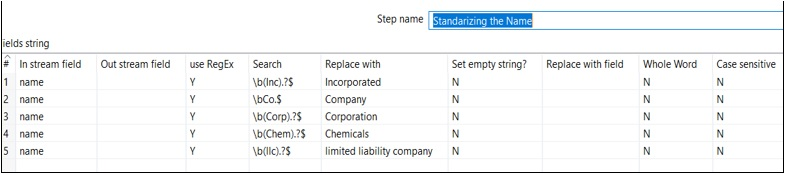 Step name Standarizing the Name
ields string
# In stream field Out stream field use RegEx Search Replace with Set empty string? Replace with field Whole Word Case sensitive
1 name Y \b(Inc).?$ Incorporated N N N
2 name Y \bCo.$ Company N N N
3 name Y \b(Corp).?$ Corporation N N N
4 name Y \b(Chem).?$ Chemicals N N N
5 name Y \b(llc).?$ limited liability company N N N